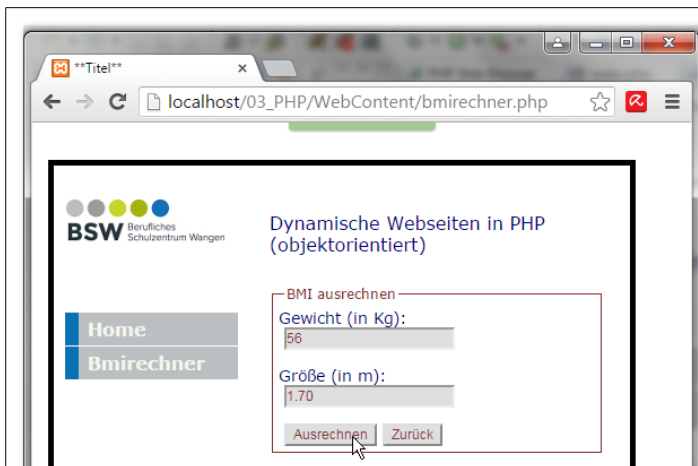 **Titel**
localhost/03_PHP/WebContent/bmirechner.php
BSW Berufliches
Schulzentrum Wangen
Dynamische Webseiten in PHP
(objektorientiert)
Home
Bmirechner
BMI ausrechnen
Gewicht (in Kg):
56
Größe (in m):
1.70
Ausrechnen Zurück